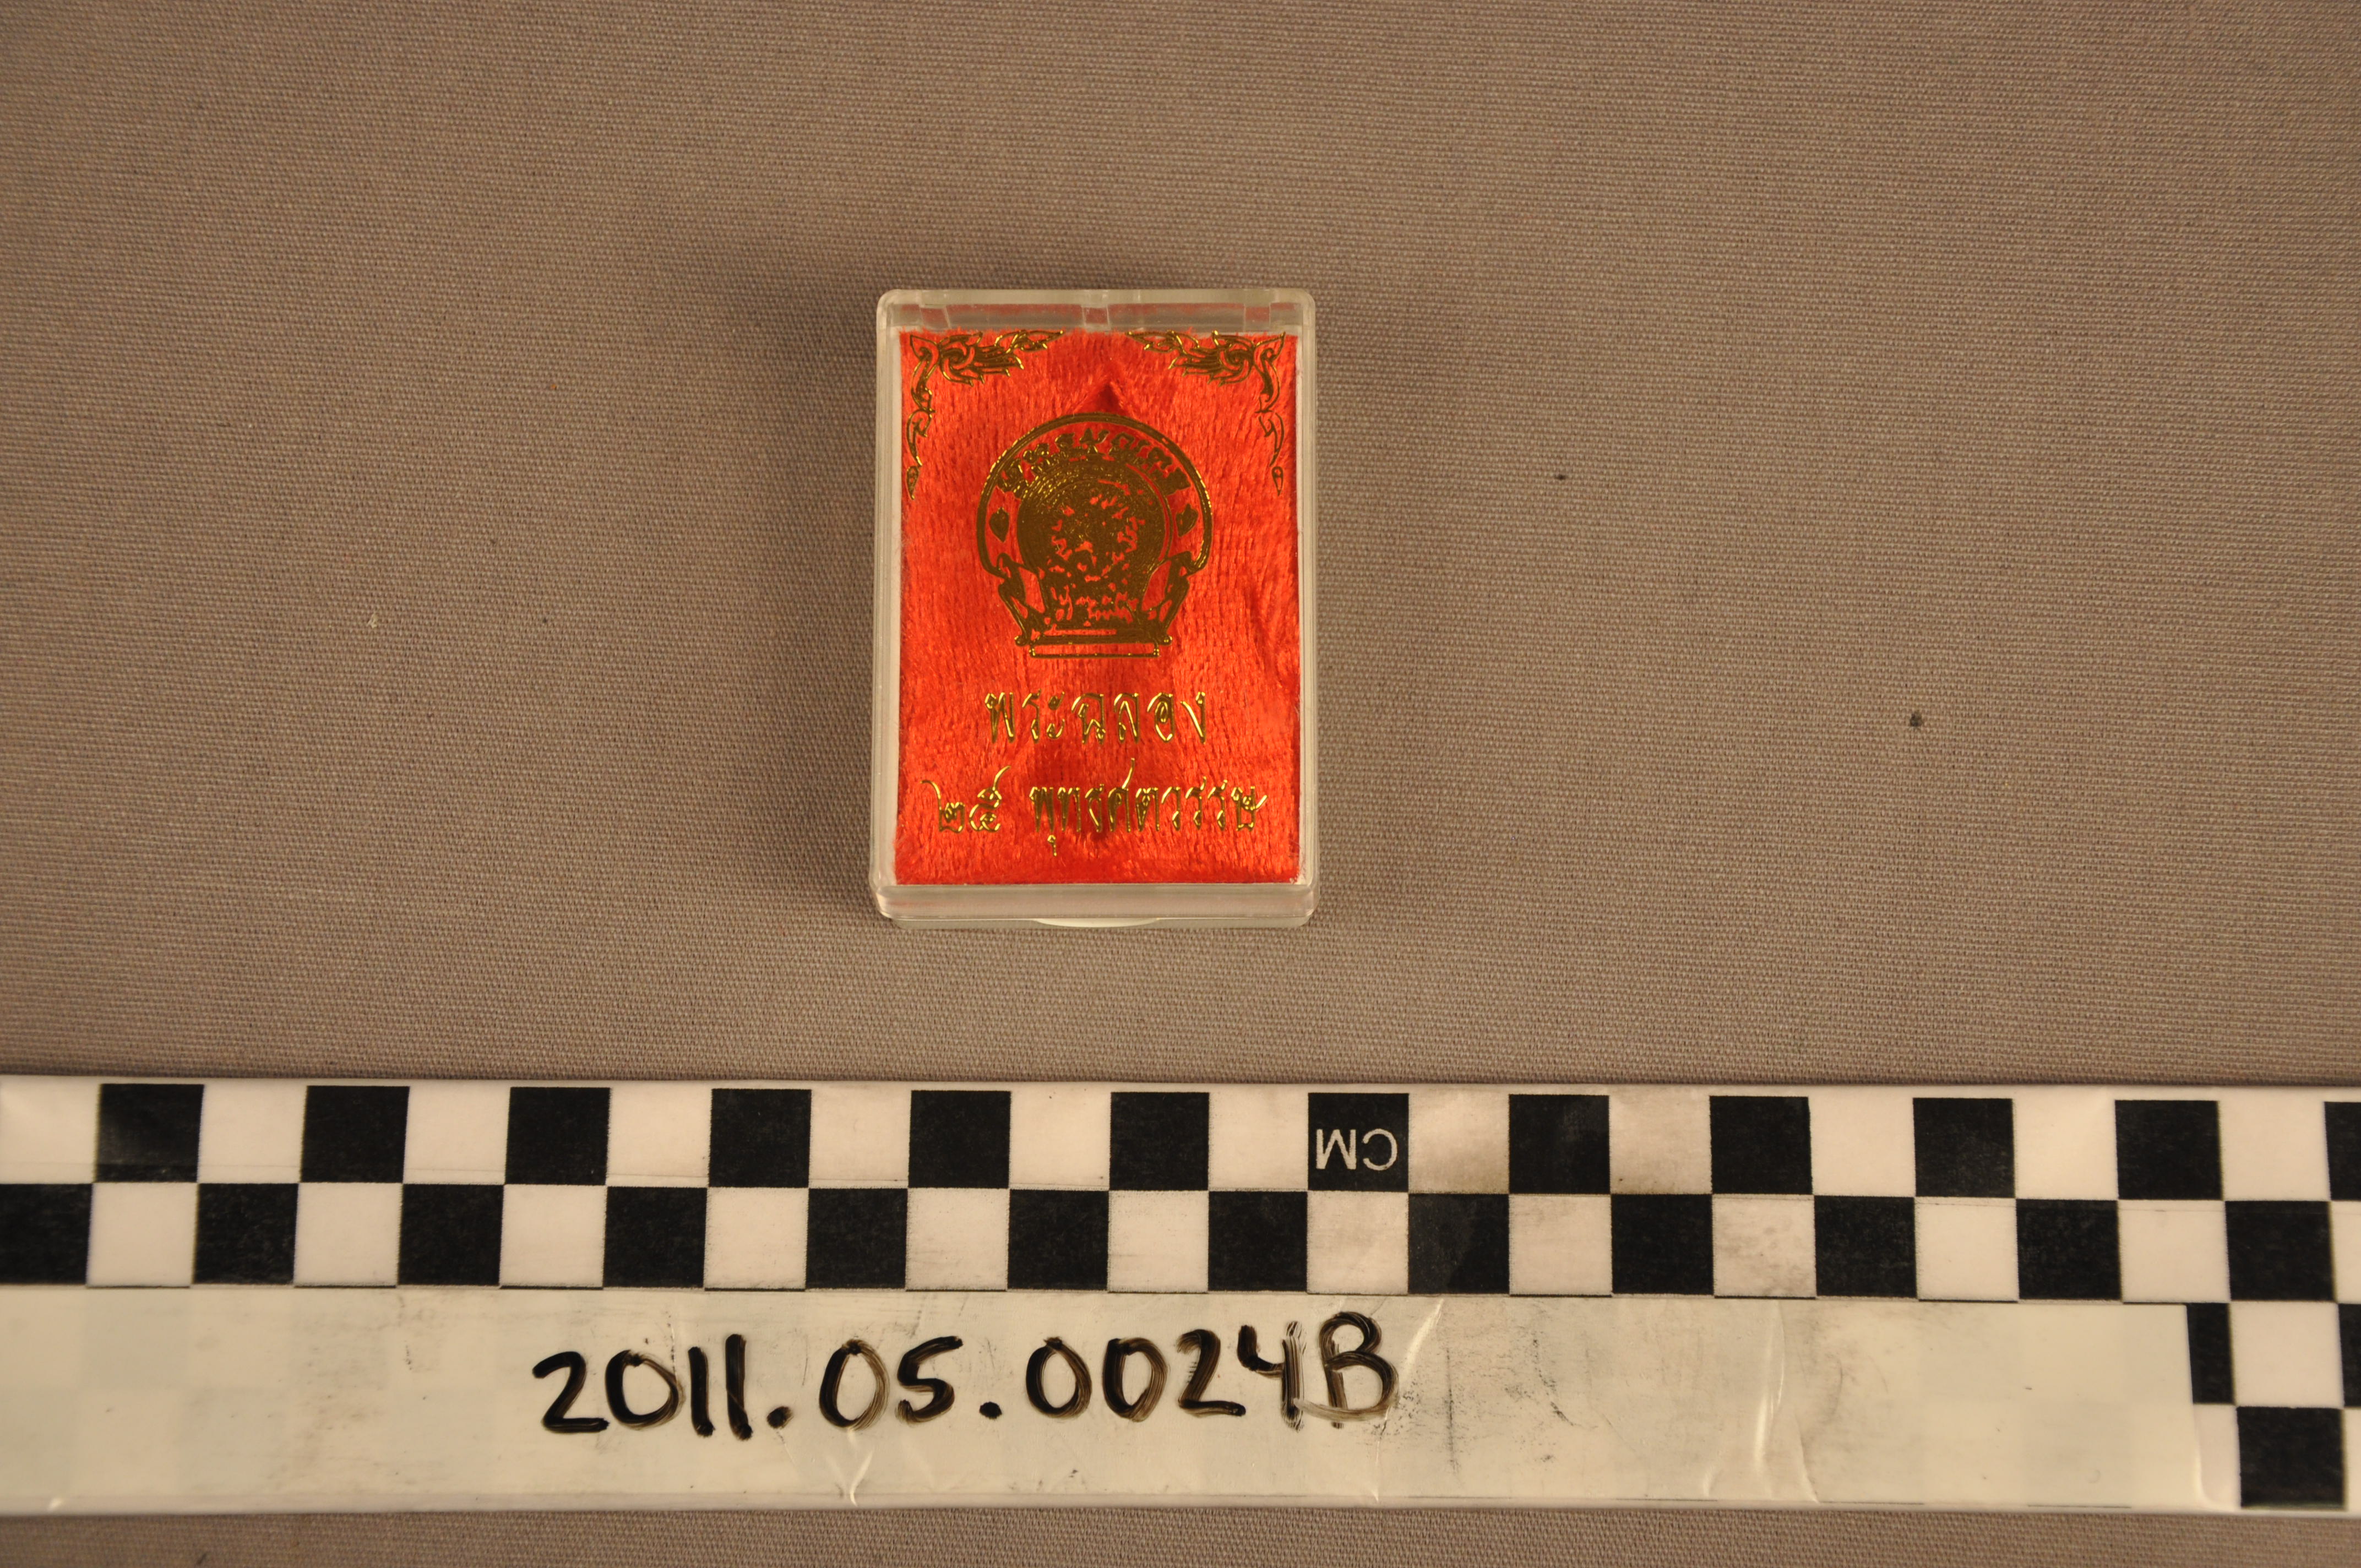 พระฉลอง
๒๕ พุทธศตวรรษ
CM
2011.05.0024B